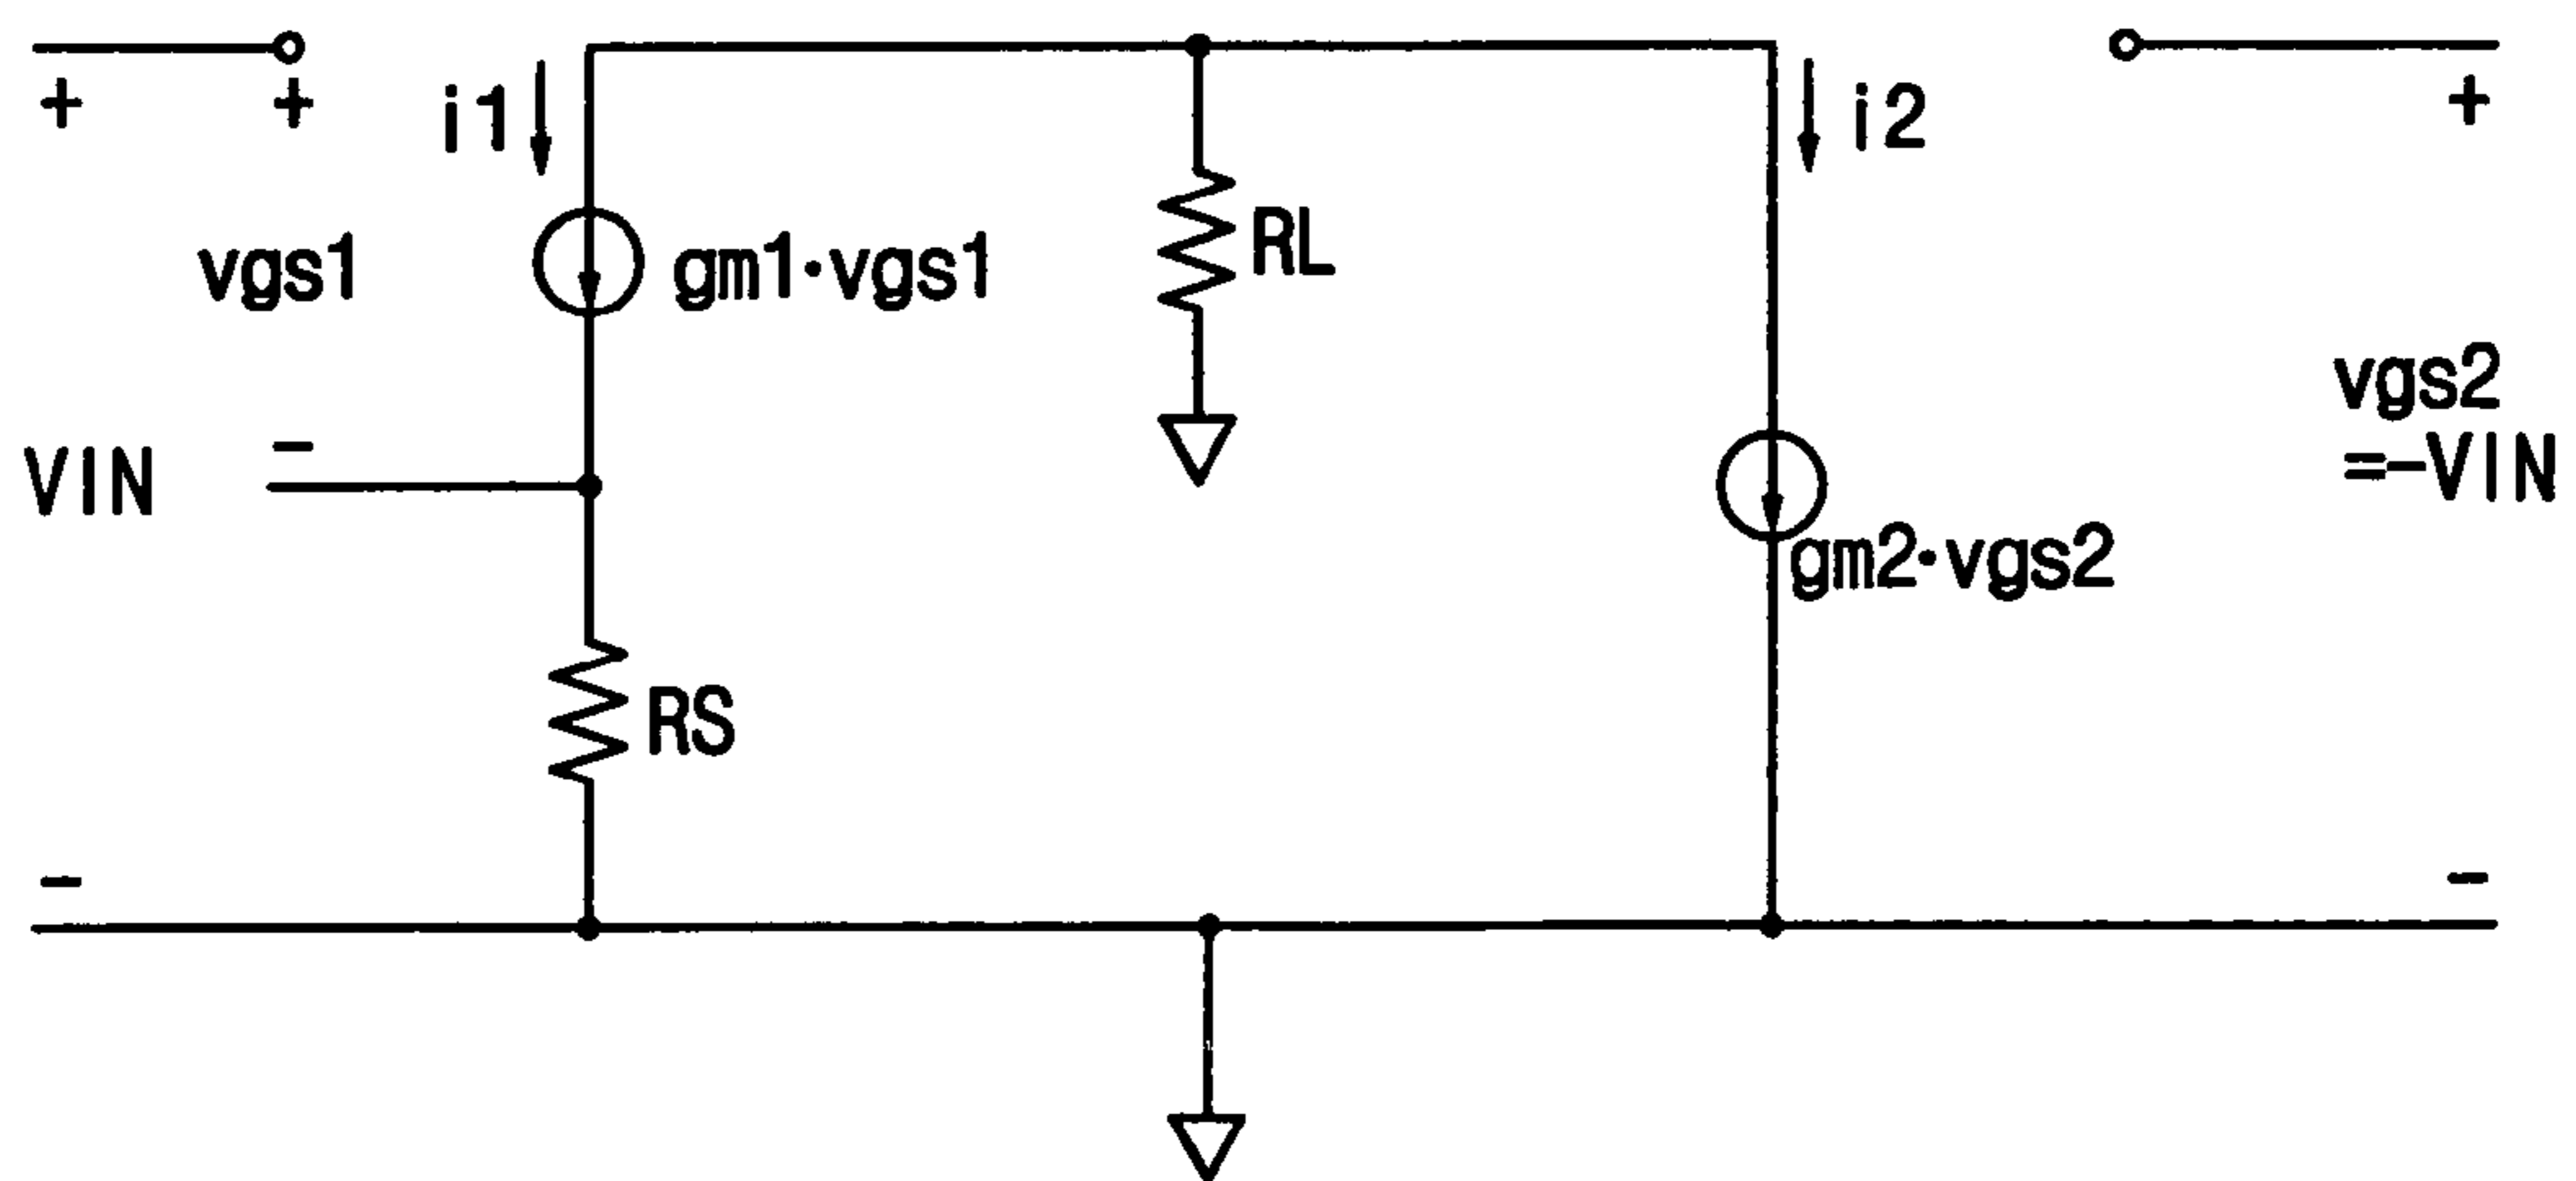 + + i1 i2 +
vgs1 gm1·vgs1 RL
vgs2
VIN − =-VIN
gm2·vgs2
RS
− −